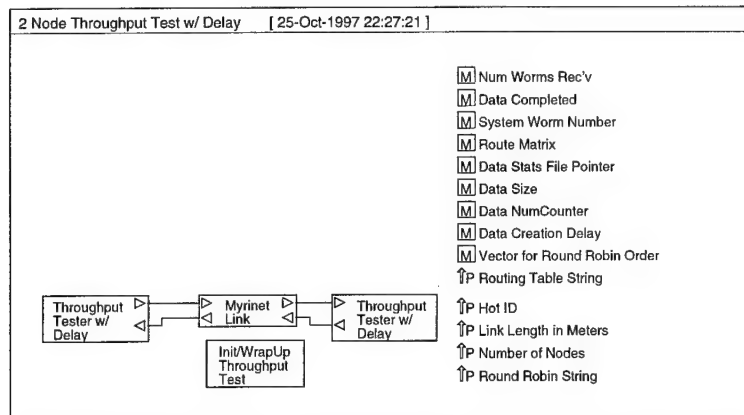 2 Node Throughput Test w/ Delay [ 25-Oct-1997 22:27:21 ]
M Num Worms Rec'v
M Data Completed
M System Worm Number
M Route Matrix
M Data Stats File Pointer
M Data Size
M Data NumCounter
M Data Creation Delay
M Vector for Round Robin Order
⇑P Routing Table String
⇑P Hot ID
⇑P Link Length in Meters
⇑P Number of Nodes
⇑P Round Robin String
Throughput
Tester w/
Delay
Myrinet
Link
Throughput
Tester w/
Delay
Init/WrapUp
Throughput
Test